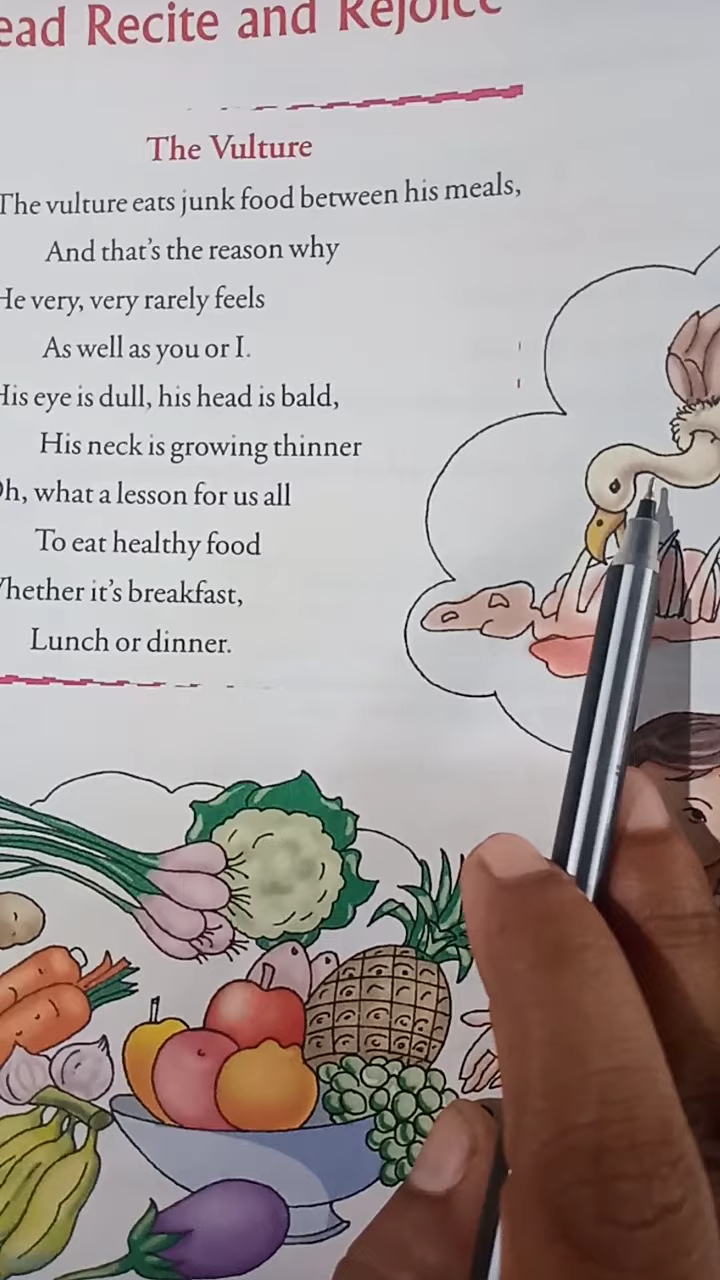 ead Recite and Rejoice
The Vulture
The vulture eats junk food between his meals,
And that's the reason why
He very, very rarely feels
As well as you or I.
His eye is dull, his head is bald,
His neck is growing thinner
Oh, what a lesson for us all
To eat healthy food
Whether it's breakfast,
Lunch or dinner.